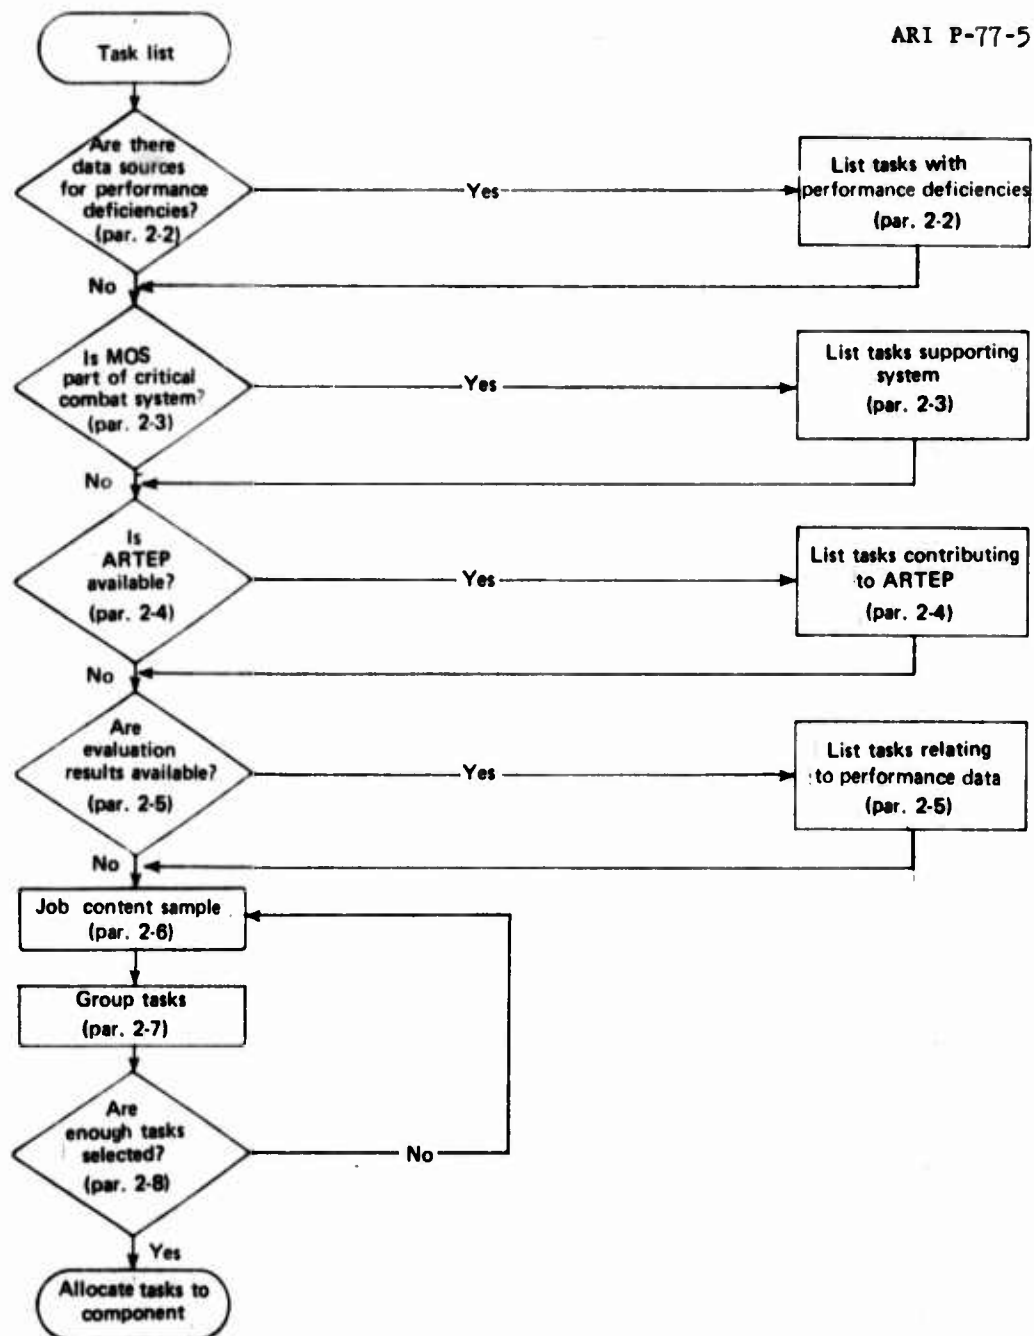 ARI P-77-5
Task list
Are there
data sources
for performance
deficiencies?
(par. 2-2)
Yes
List tasks with
performance deficiencies
(par. 2-2)
No
Is MOS
part of critical
combat system?
(par. 2-3)
Yes
List tasks supporting
system
(par. 2-3)
No
Is
ARTEP
available?
(par. 2-4)
Yes
List tasks contributing
to ARTEP
(par. 2-4)
No
Are
evaluation
results available?
(par. 2-5)
Yes
List tasks relating
to performance data
(par. 2-5)
No
Job content sample
(par. 2-6)
Group tasks
(par. 2-7)
Are
enough tasks
selected?
(par. 2-8)
No
Yes
Allocate tasks to
component